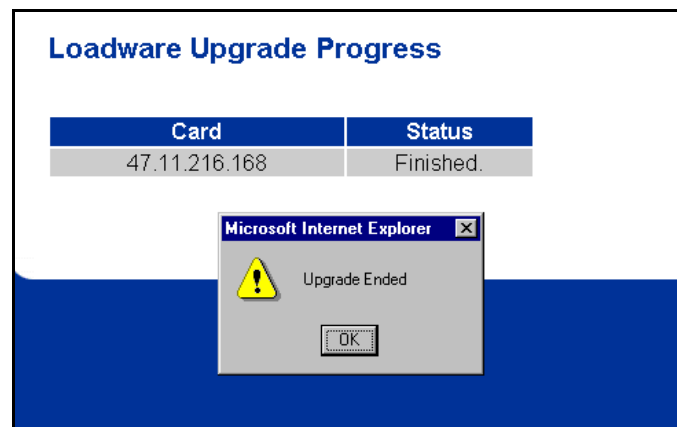 Loadware Upgrade Progress
Card Status
47.11.216.168 Finished.
Microsoft Internet Explorer
Upgrade Ended
OK